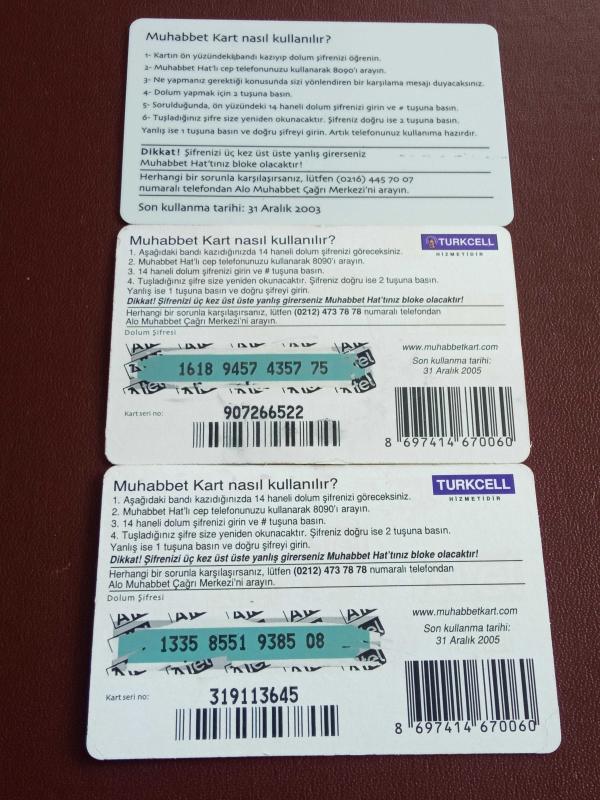 Muhabbet Kart nasıl kullanılır?
1- Kartın ön yüzündeki bandı kazıyıp dolum şifrenizi öğrenin.
2- Muhabbet Hat'lı cep telefonunuzu kullanarak 8090'ı arayın.
3- Ne yapmanız gerektiği konusunda sizi yönlendiren bir karşılama mesajı duyacaksınız.
4- Dolum yapmak için 2 tuşuna basın.
5- Sorulduğunda, ön yüzündeki 14 haneli dolum şifrenizi girin ve # tuşuna basın.
6- Tuşladığınız şifre size yeniden okunacaktır. Şifreniz doğru ise 2 tuşuna basın.
Yanlış ise 1 tuşuna basın ve doğru şifreyi girin. Artık telefonunuz kullanıma hazırdır.
Dikkat! Şifrenizi üç kez üst üste yanlış girerseniz
Muhabbet Hat'tınız bloke olacaktır!
Herhangi bir sorunla karşılaşırsanız, lütfen (0216) 445 70 07
numaralı telefondan Alo Muhabbet Çağrı Merkezi'ni arayın.
Son kullanma tarihi: 31 Aralık 2003
Muhabbet Kart nasıl kullanılır?
TURKCELL
HİZMETİDİR
1. Aşağıdaki bandı kazıdığınızda 14 haneli dolum şifrenizi göreceksiniz.
2. Muhabbet Hat'lı cep telefonunuzu kullanarak 8090'ı arayın.
3. 14 haneli dolum şifrenizi girin ve # tuşuna basın.
4. Tuşladığınız şifre size yeniden okunacaktır. Şifreniz doğru ise 2 tuşuna basın.
Yanlış ise 1 tuşuna basın ve doğru şifreyi girin.
Dikkat! Şifrenizi üç kez üst üste yanlış girerseniz Muhabbet Hat'tınız bloke olacaktır!
Herhangi bir sorunla karşılaşırsanız, lütfen (0212) 473 78 78 numaralı telefondan
Alo Muhabbet Çağrı Merkezi'ni arayın.
Dolum Şifresi
www.muhabbetkart.com
1618 9457 4357 75
Son kullanma tarihi:
31 Aralık 2005
Kart seri no:
907266522
8 697414 670060
Muhabbet Kart nasıl kullanılır?
TURKCELL
HİZMETİDİR
1. Aşağıdaki bandı kazıdığınızda 14 haneli dolum şifrenizi göreceksiniz.
2. Muhabbet Hat'lı cep telefonunuzu kullanarak 8090'ı arayın.
3. 14 haneli dolum şifrenizi girin ve # tuşuna basın.
4. Tuşladığınız şifre size yeniden okunacaktır. Şifreniz doğru ise 2 tuşuna basın.
Yanlış ise 1 tuşuna basın ve doğru şifreyi girin.
Dikkat! Şifrenizi üç kez üst üste yanlış girerseniz Muhabbet Hat'tınız bloke olacaktır!
Herhangi bir sorunla karşılaşırsanız, lütfen (0212) 473 78 78 numaralı telefondan
Alo Muhabbet Çağrı Merkezi'ni arayın.
Dolum Şifresi
www.muhabbetkart.com
1335 8551 9385 08
Son kullanma tarihi:
31 Aralık 2005
Kart seri no:
319113645
8 697414 670060